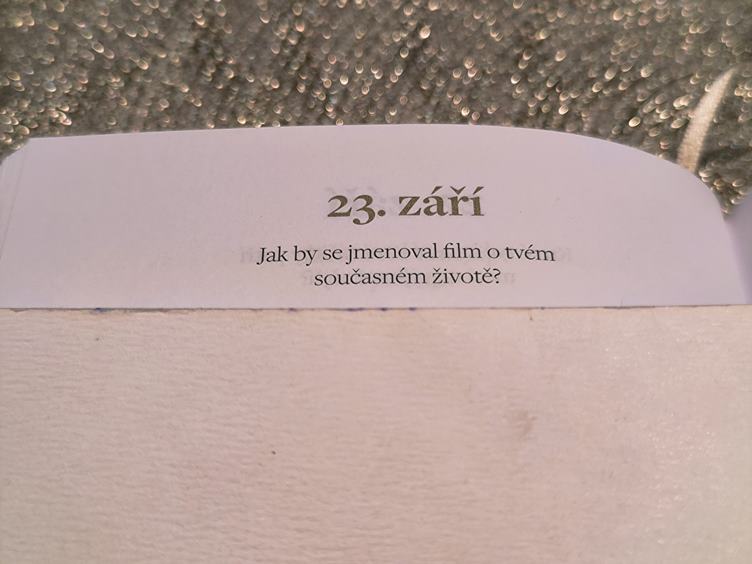 23. září
Jak by se jmenoval film o tvém
současném životě?